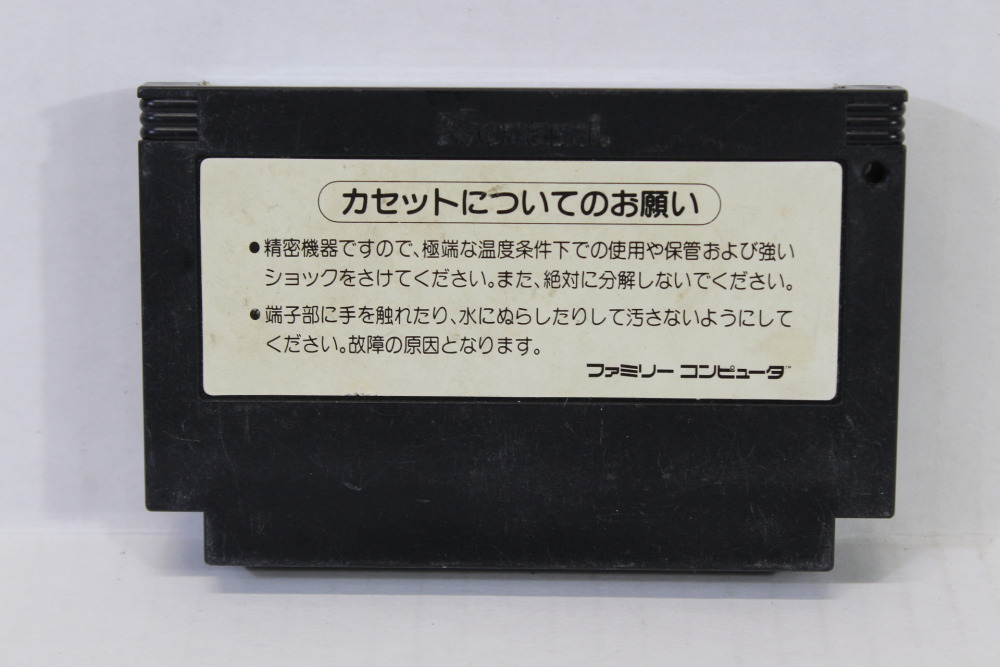 Konami
カセットについてのお願い
●精密機器ですので、極端な温度条件下での使用や保管および強い
ショックをさけてください。また、絶対に分解しないでください。
●端子部に手を触れたり、水にぬらしたりして汚さないようにして
ください。故障の原因となります。
ファミリー コンピュータ™